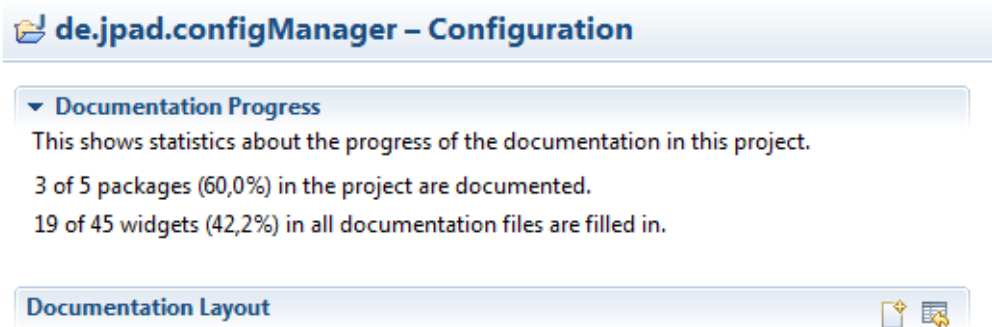 de.jpad.configManager – Configuration
Documentation Progress
This shows statistics about the progress of the documentation in this project.
3 of 5 packages (60,0%) in the project are documented.
19 of 45 widgets (42,2%) in all documentation files are filled in.
Documentation Layout